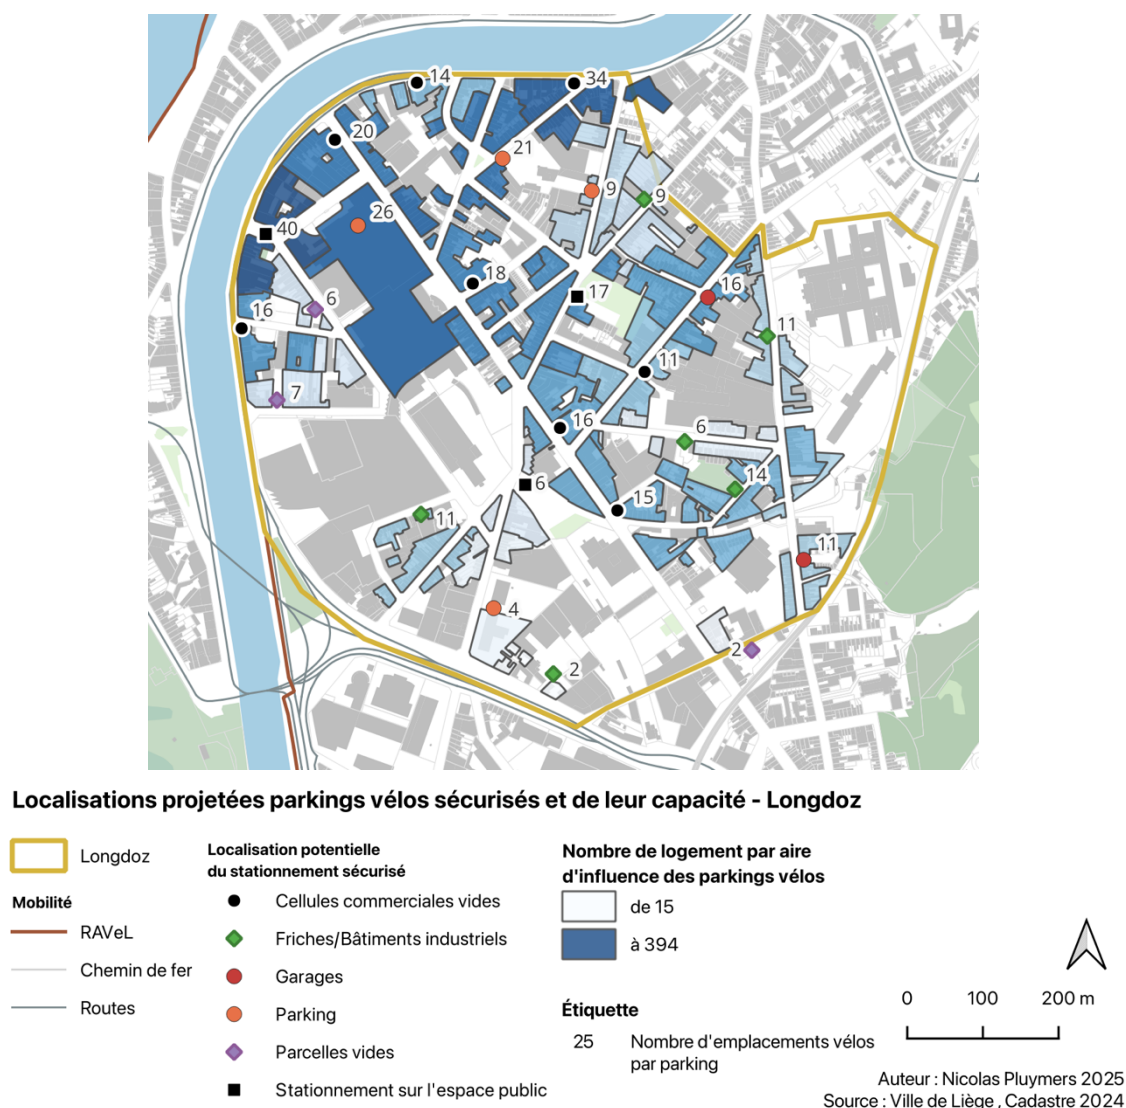 14
34
20
21
9
9
26
40
18
17
16
6
16
11
11
7
16
6
14
6
15
11
11
4
2
2
Localisations projetées parkings vélos sécurisés et de leur capacité - Longdoz
Longdoz
Mobilité
RAVeL
Chemin de fer
Routes
Localisation potentielle
du stationnement sécurisé
Cellules commerciales vides
Friches/Bâtiments industriels
Garages
Parking
Parcelles vides
Stationnement sur l'espace public
Nombre de logement par aire
d'influence des parkings vélos
de 15
à 394
Étiquette
25 Nombre d'emplacements vélos
par parking
0 100 200 m
Auteur : Nicolas Pluymers 2025
Source : Ville de Liège , Cadastre 2024